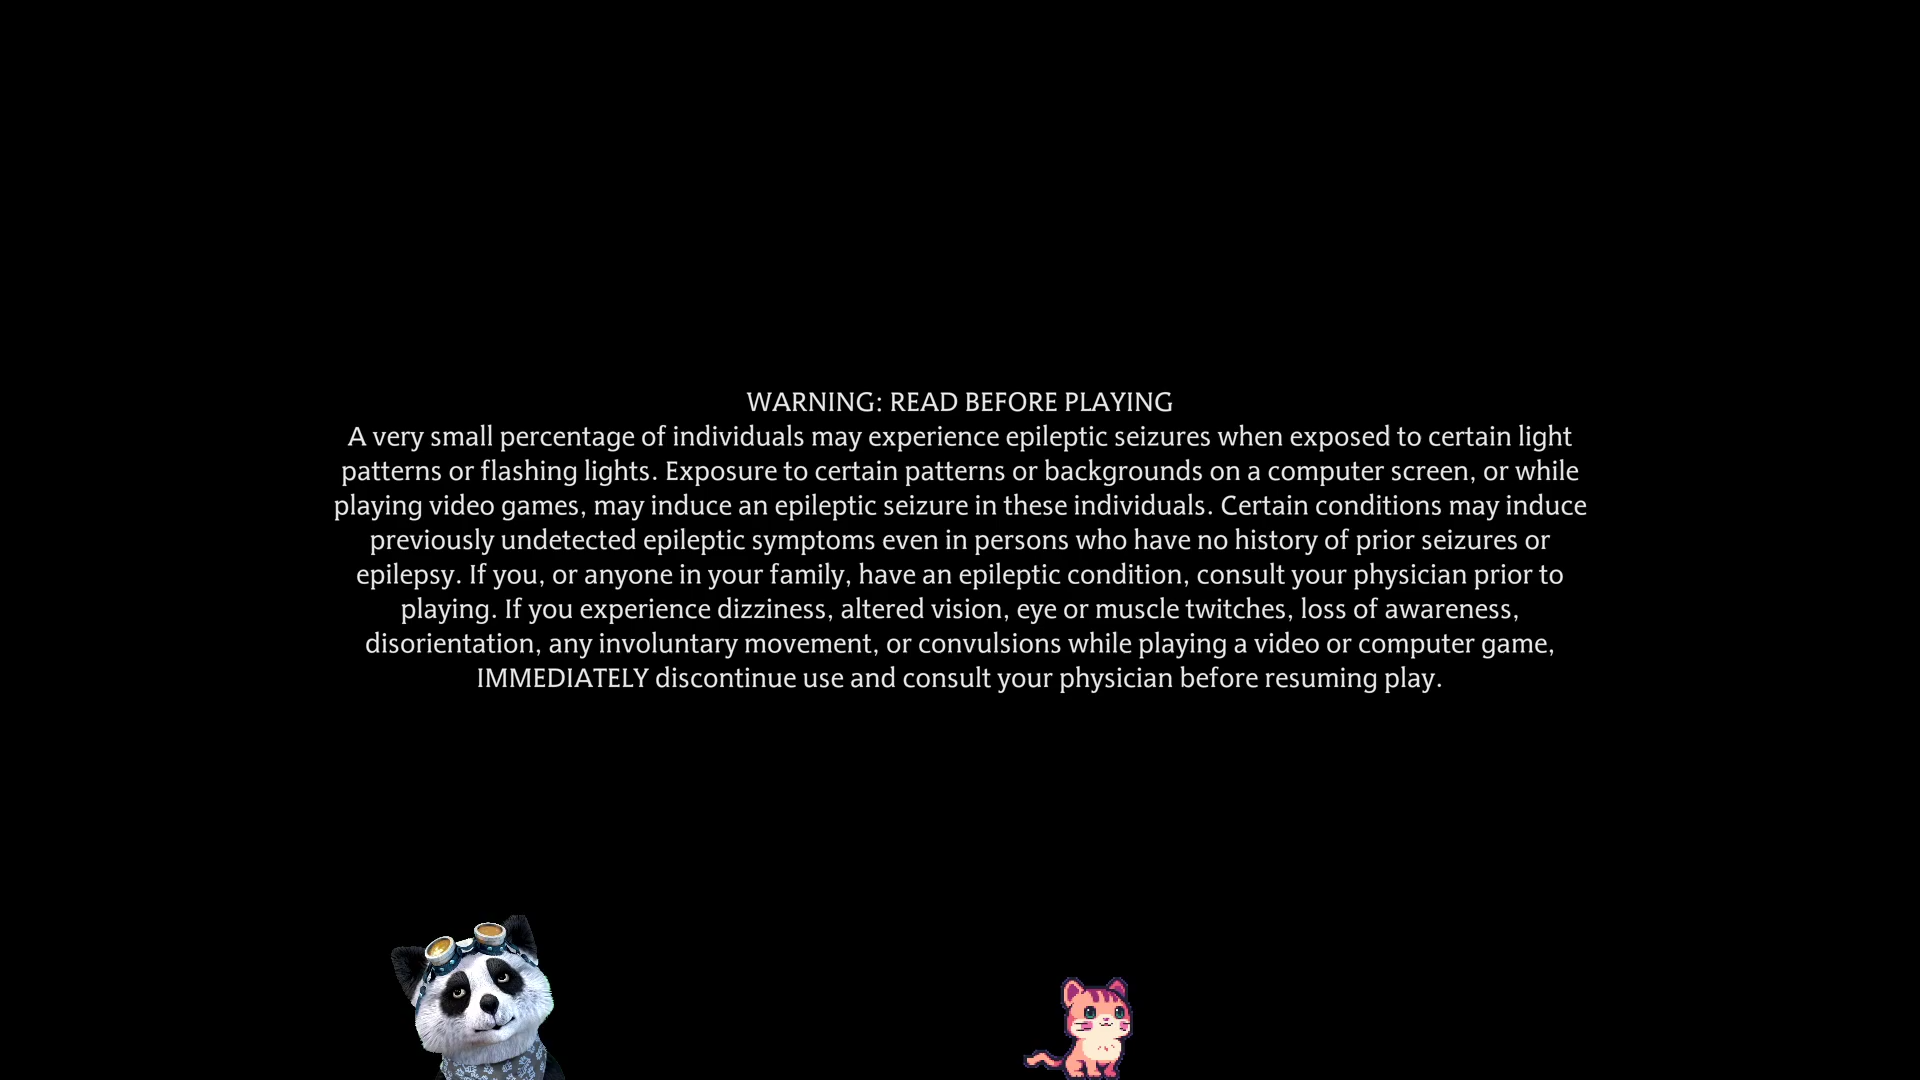 WARNING: READ BEFORE PLAYING
A very small percentage of individuals may experience epileptic seizures when exposed to certain light
patterns or flashing lights. Exposure to certain patterns or backgrounds on a computer screen, or while
playing video games, may induce an epileptic seizure in these individuals. Certain conditions may induce
previously undetected epileptic symptoms even in persons who have no history of prior seizures or
epilepsy. If you, or anyone in your family, have an epileptic condition, consult your physician prior to
playing. If you experience dizziness, altered vision, eye or muscle twitches, loss of awareness,
disorientation, any involuntary movement, or convulsions while playing a video or computer game,
IMMEDIATELY discontinue use and consult your physician before resuming play.